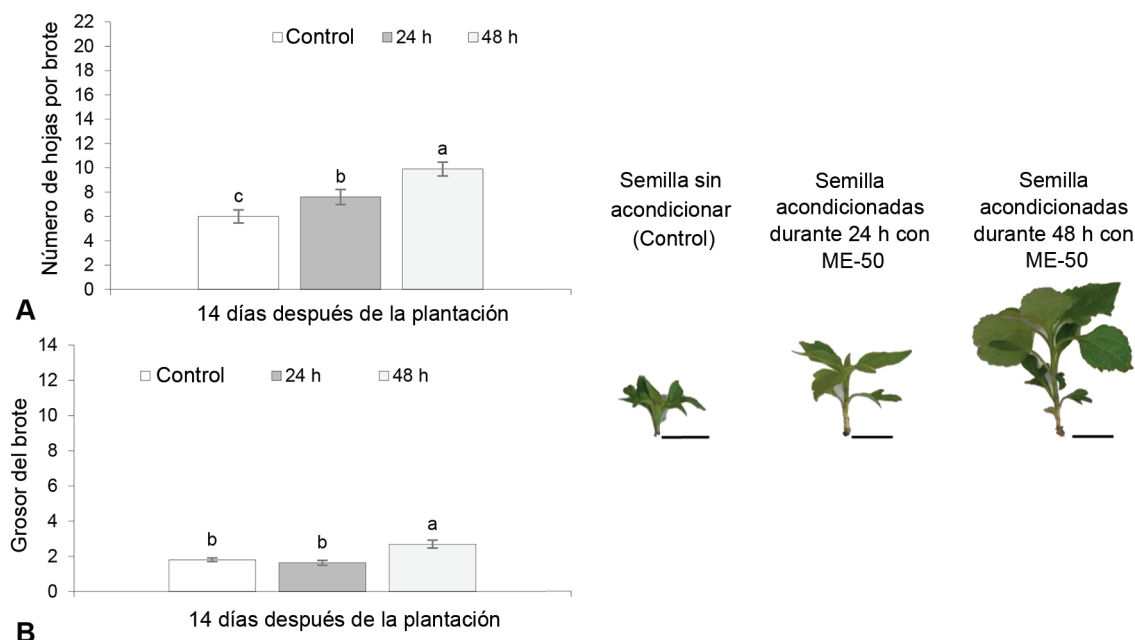 Número de hojas por brote
22
20
18
16
14
12
10
8
6
4
2
0
Control 24 h 48 h
c
b
a
A
14 días después de la plantación
Grosor del brote
14
12
10
8
6
4
2
0
Control 24 h 48 h
b
b
a
B
14 días después de la plantación
Semilla sin
acondicionar
(Control)
Semilla
acondicionadas
durante 24 h con
ME-50
Semilla
acondicionadas
durante 48 h con
ME-50